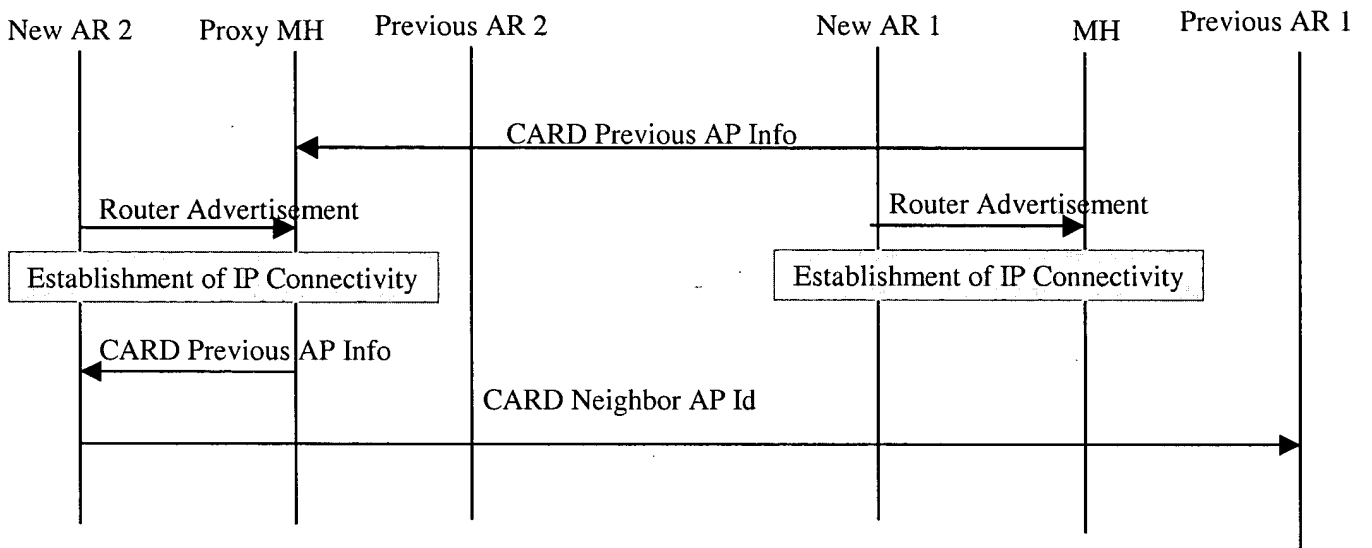 New AR 2 Proxy MH Previous AR 2 New AR 1 MH Previous AR 1
CARD Previous AP Info
Router Advertisement Router Advertisement
Establishment of IP Connectivity Establishment of IP Connectivity
CARD Previous AP Info
CARD Neighbor AP Id